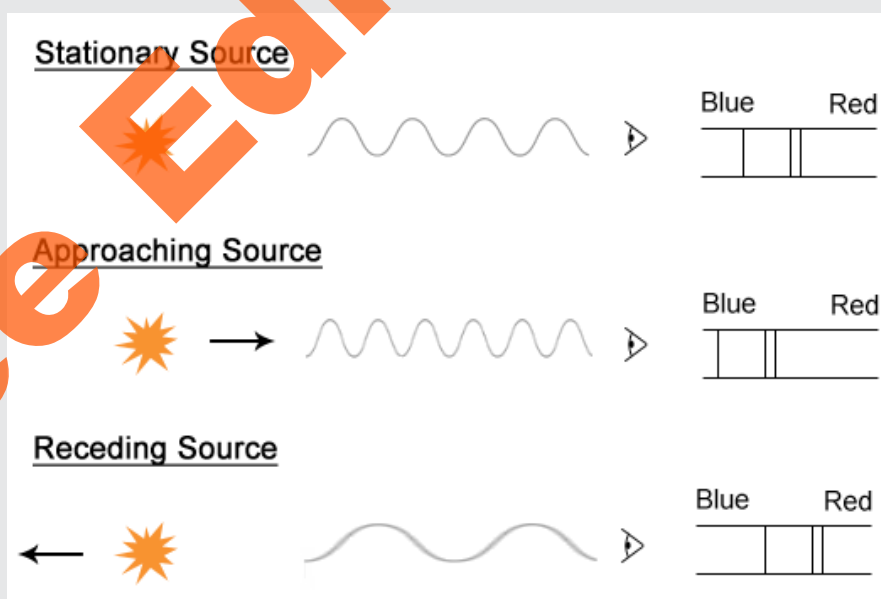 Stationary Source
Blue Red
Approaching Source
Blue Red
Receding Source
Blue Red